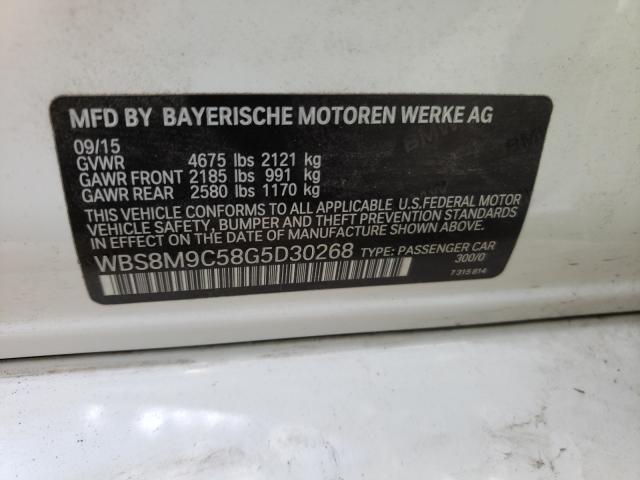 MFD BY BAYERISCHE MOTOREN WERKE AG
09/15
GVWR 4675 lbs 2121 kg
GAWR FRONT 2185 lbs 991 kg
GAWR REAR 2580 lbs 1170 kg
THIS VEHICLE CONFORMS TO ALL APPLICABLE U.S.FEDERAL MOTOR
VEHICLE SAFETY, BUMPER AND THEFT PREVENTION STANDARDS
IN EFFECT ON THE DATE OF MANUFACTURE SHOWN ABOVE.
WBS8M9C58G5D30268 TYPE: PASSENGER CAR
300/0
7 315 814